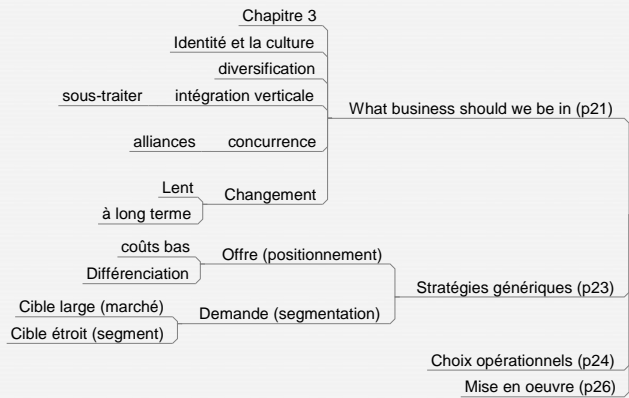 Chapitre 3
Identité et la culture
diversification
sous-traiter intégration verticale
What business should we be in (p21)
alliances concurrence
Lent
Changement
à long terme
coûts bas
Offre (positionnement)
Différenciation
Stratégies génériques (p23)
Cible large (marché)
Demande (segmentation)
Cible étroit (segment)
Choix opérationnels (p24)
Mise en oeuvre (p26)